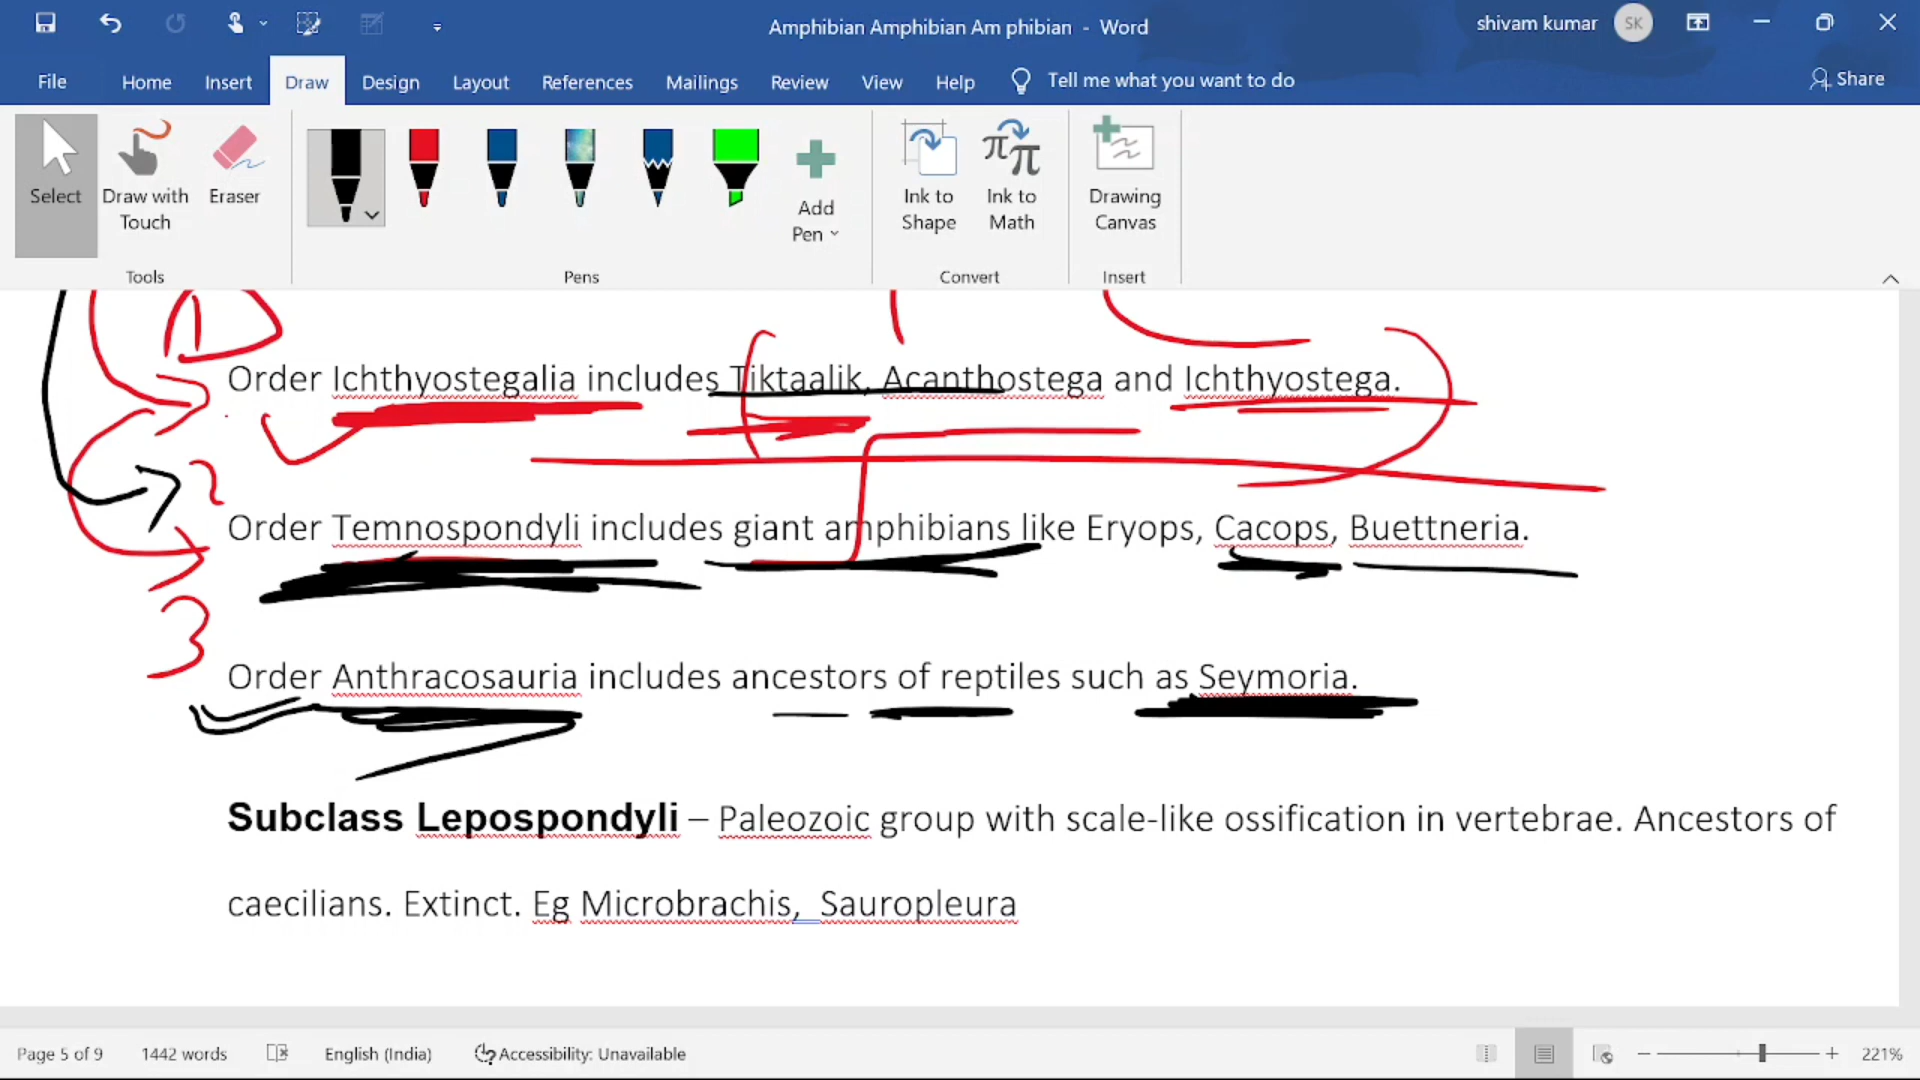 Amphibian Amphibian Am phibian - Word
shivam kumar
SK
File
Home
Insert
Draw
Design
Layout
References
Mailings
Review
View
Help
Tell me what you want to do
Share
Select
Draw with
Touch
Eraser
Add
Pen
Ink to
Shape
Ink to
Math
Drawing
Canvas
Tools
Pens
Convert
Insert
1
Order Ichthyostegalia includes Tiktaalik, Acanthostega and Ichthyostega.
2
Order Temnospondyli includes giant amphibians like Eryops, Cacops, Buettneria.
3
Order Anthracosauria includes ancestors of reptiles such as Seymoria.
Subclass Lepospondyli – Paleozoic group with scale-like ossification in vertebrae. Ancestors of
caecilians. Extinct. Eg Microbrachis, Sauropleura
Page 5 of 9
1442 words
English (India)
Accessibility: Unavailable
221%